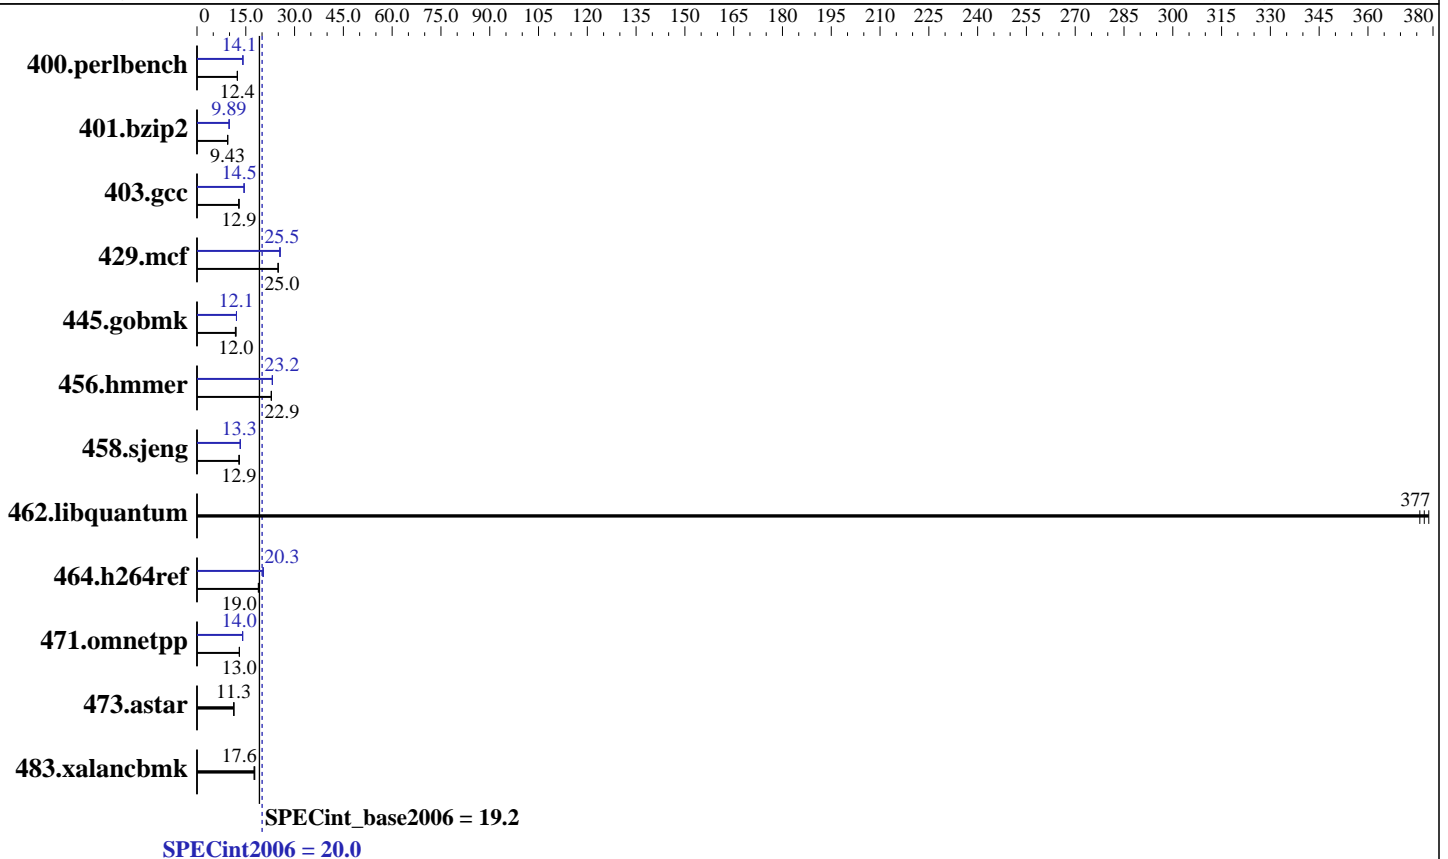 0 15.0 30.0 45.0 60.0 75.0 90.0 105 120 135 150 165 180 195 210 225 240 255 270 285 300 315 330 345 360 380
14.1
400.perlbench
12.4
9.89
401.bzip2
9.43
14.5
403.gcc
12.9
25.5
429.mcf
25.0
12.1
445.gobmk
12.0
23.2
456.hmmer
22.9
13.3
458.sjeng
12.9
377
462.libquantum
20.3
464.h264ref
19.0
14.0
471.omnetpp
13.0
11.3
473.astar
17.6
483.xalancbmk
SPECint_base2006 = 19.2
SPECint2006 = 20.0